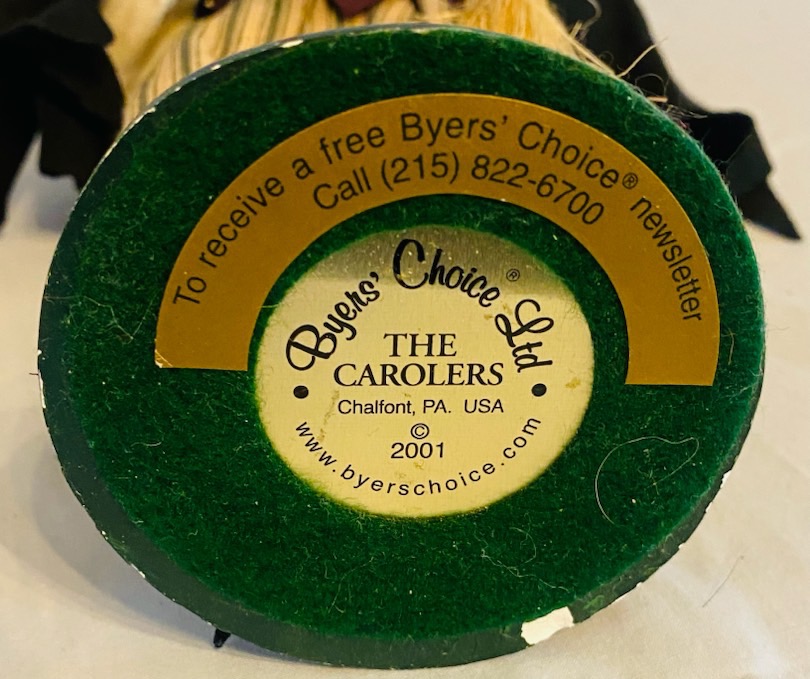 To receive a free Byers' Choice® newsletter
Call (215) 822-6700
Byers' Choice® Ltd
THE
CAROLERS
Chalfont, PA. USA
©
2001
www.byerschoice.com